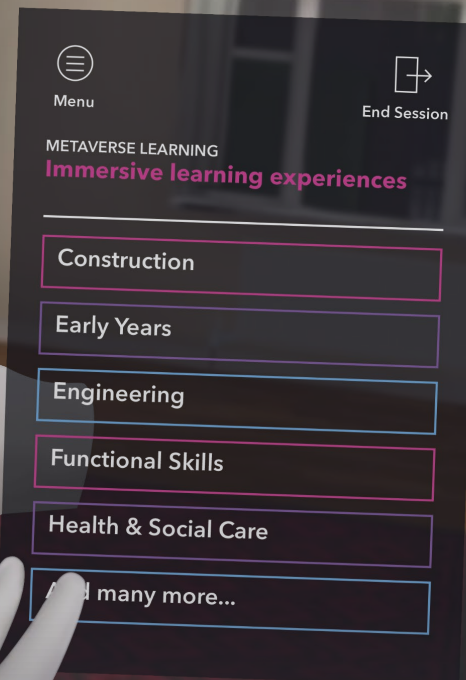 Menu
End Session
METAVERSE LEARNING
Immersive learning experiences
Construction
Early Years
Engineering
Functional Skills
Health & Social Care
And many more...